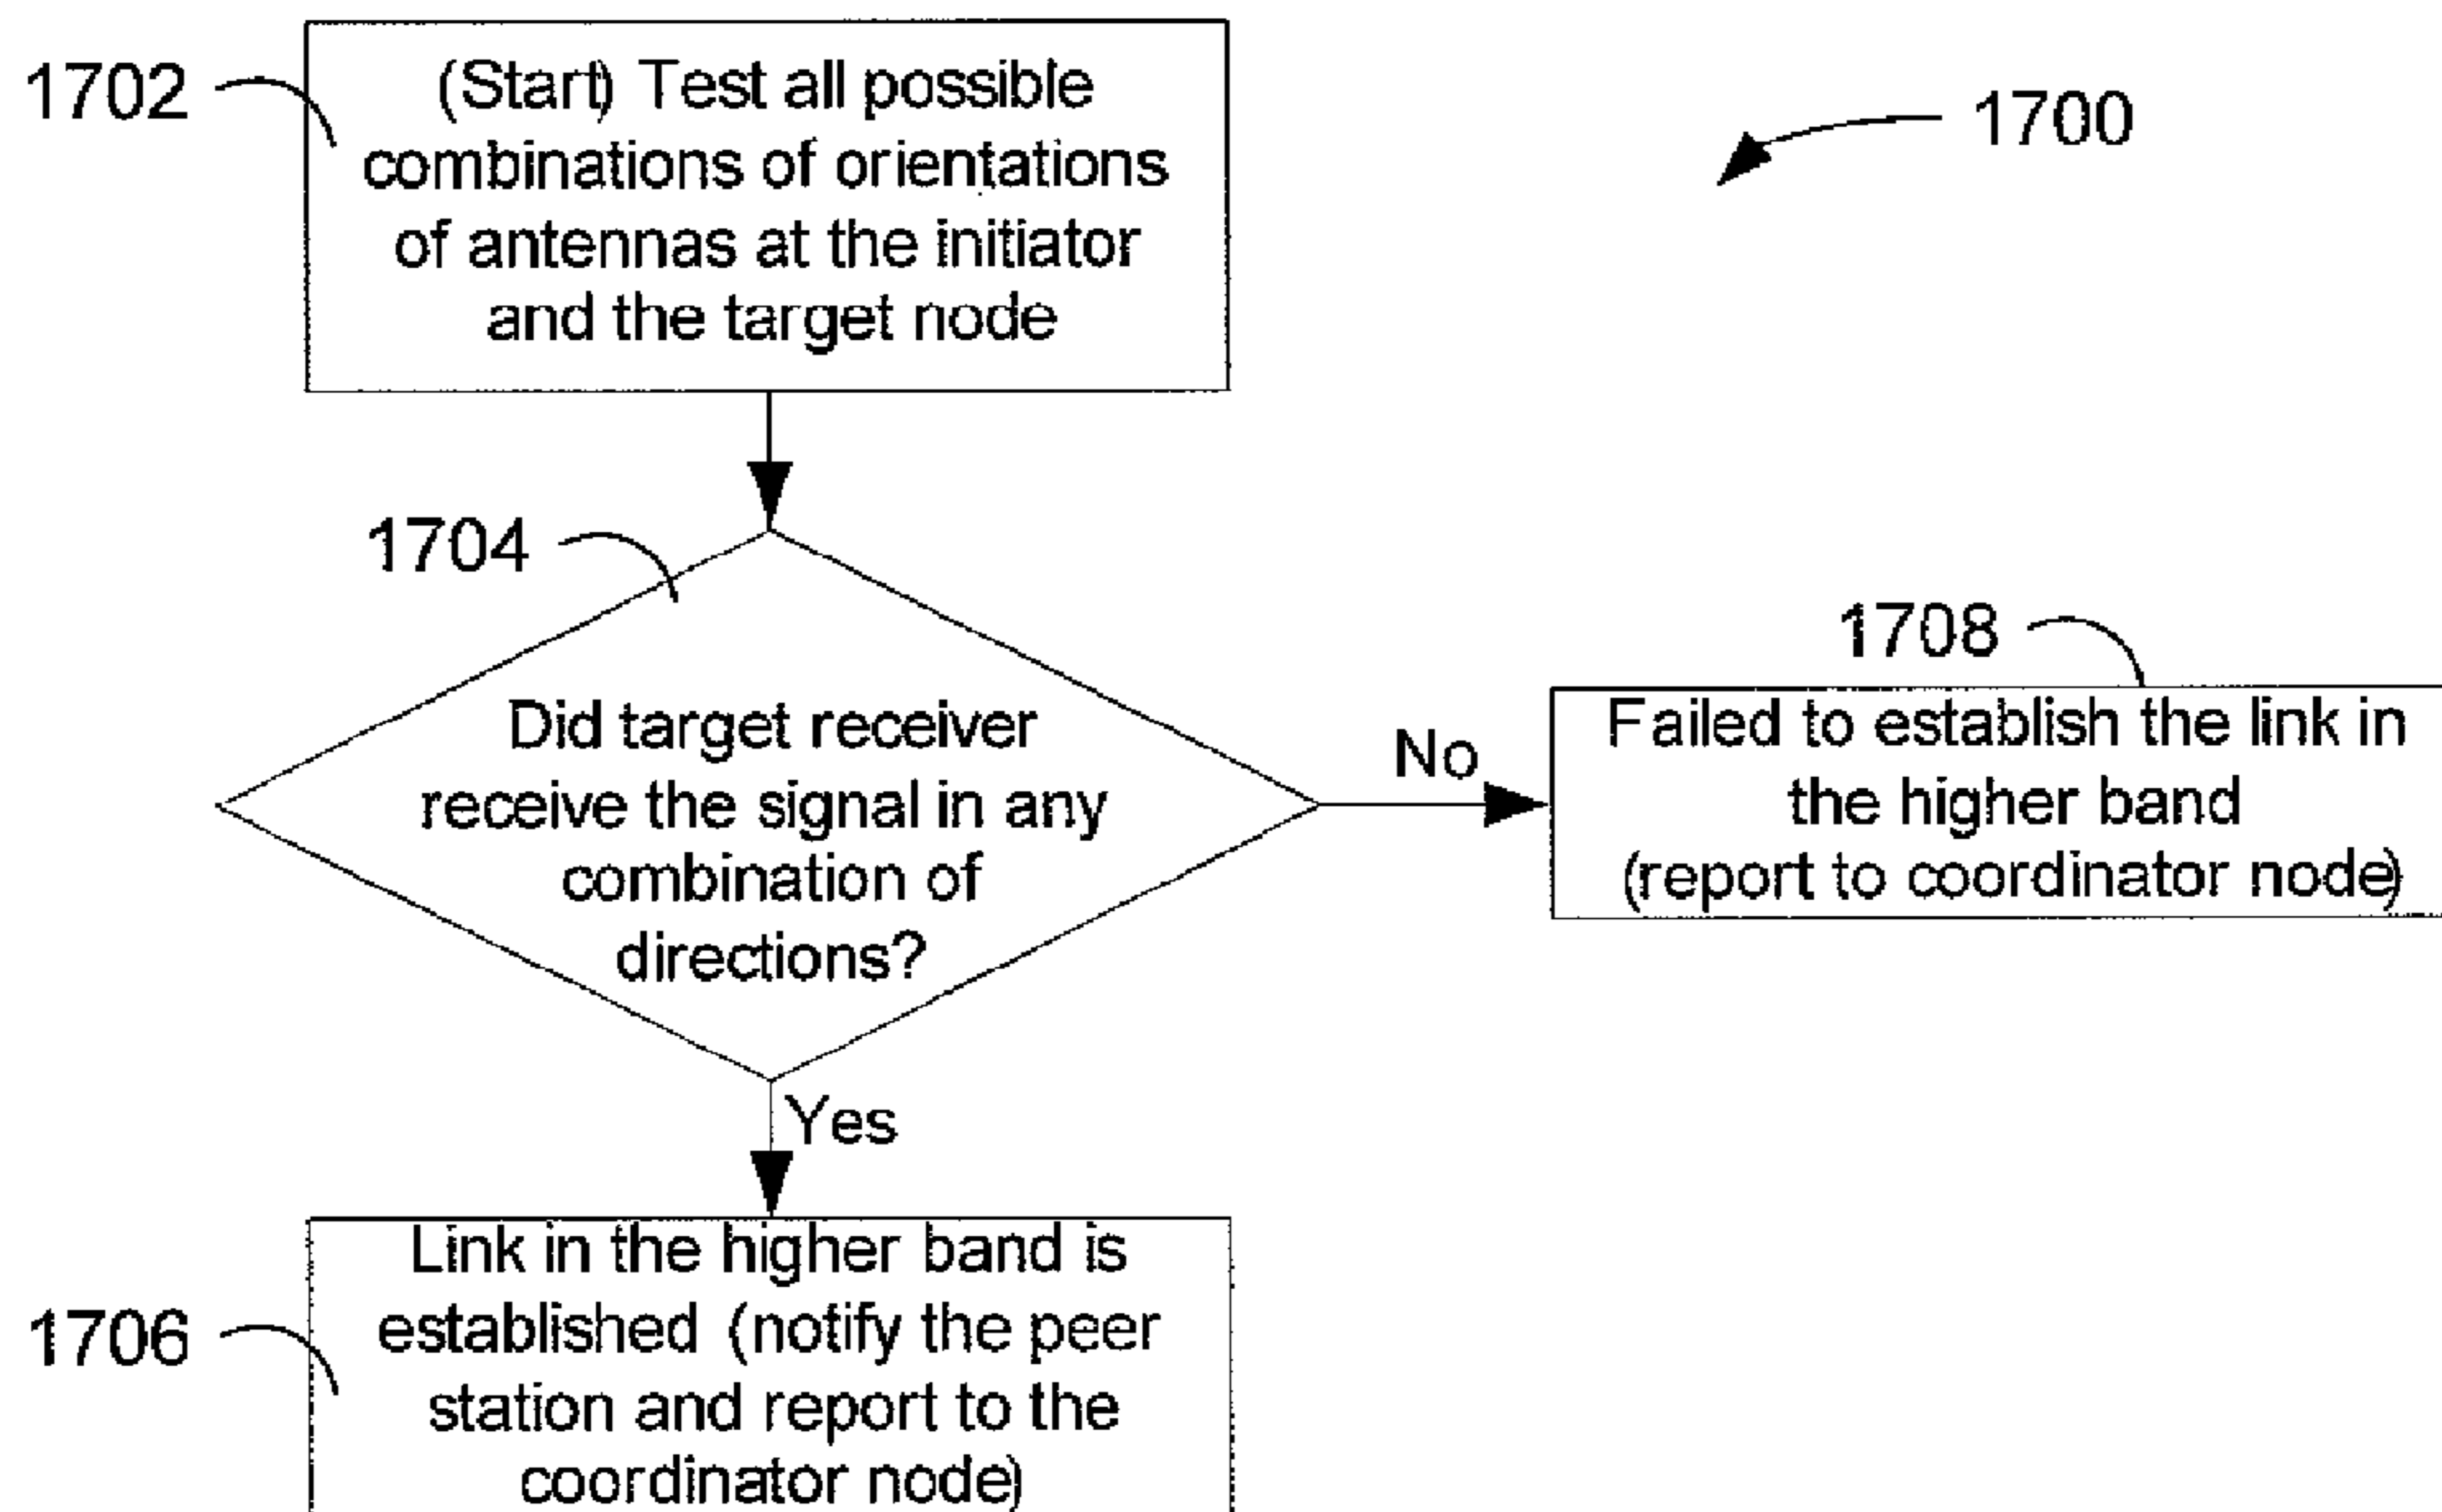 1702
(Start) Test all possible
combinations of orientations
of antennas at the initiator
and the target node
1700
1704
Did target receiver
receive the signal in any
combination of
directions?
No
1708
Failed to establish the link in
the higher band
(report to coordinator node)
Yes
1706
Link in the higher band is
established (notify the peer
station and report to the
coordinator node)